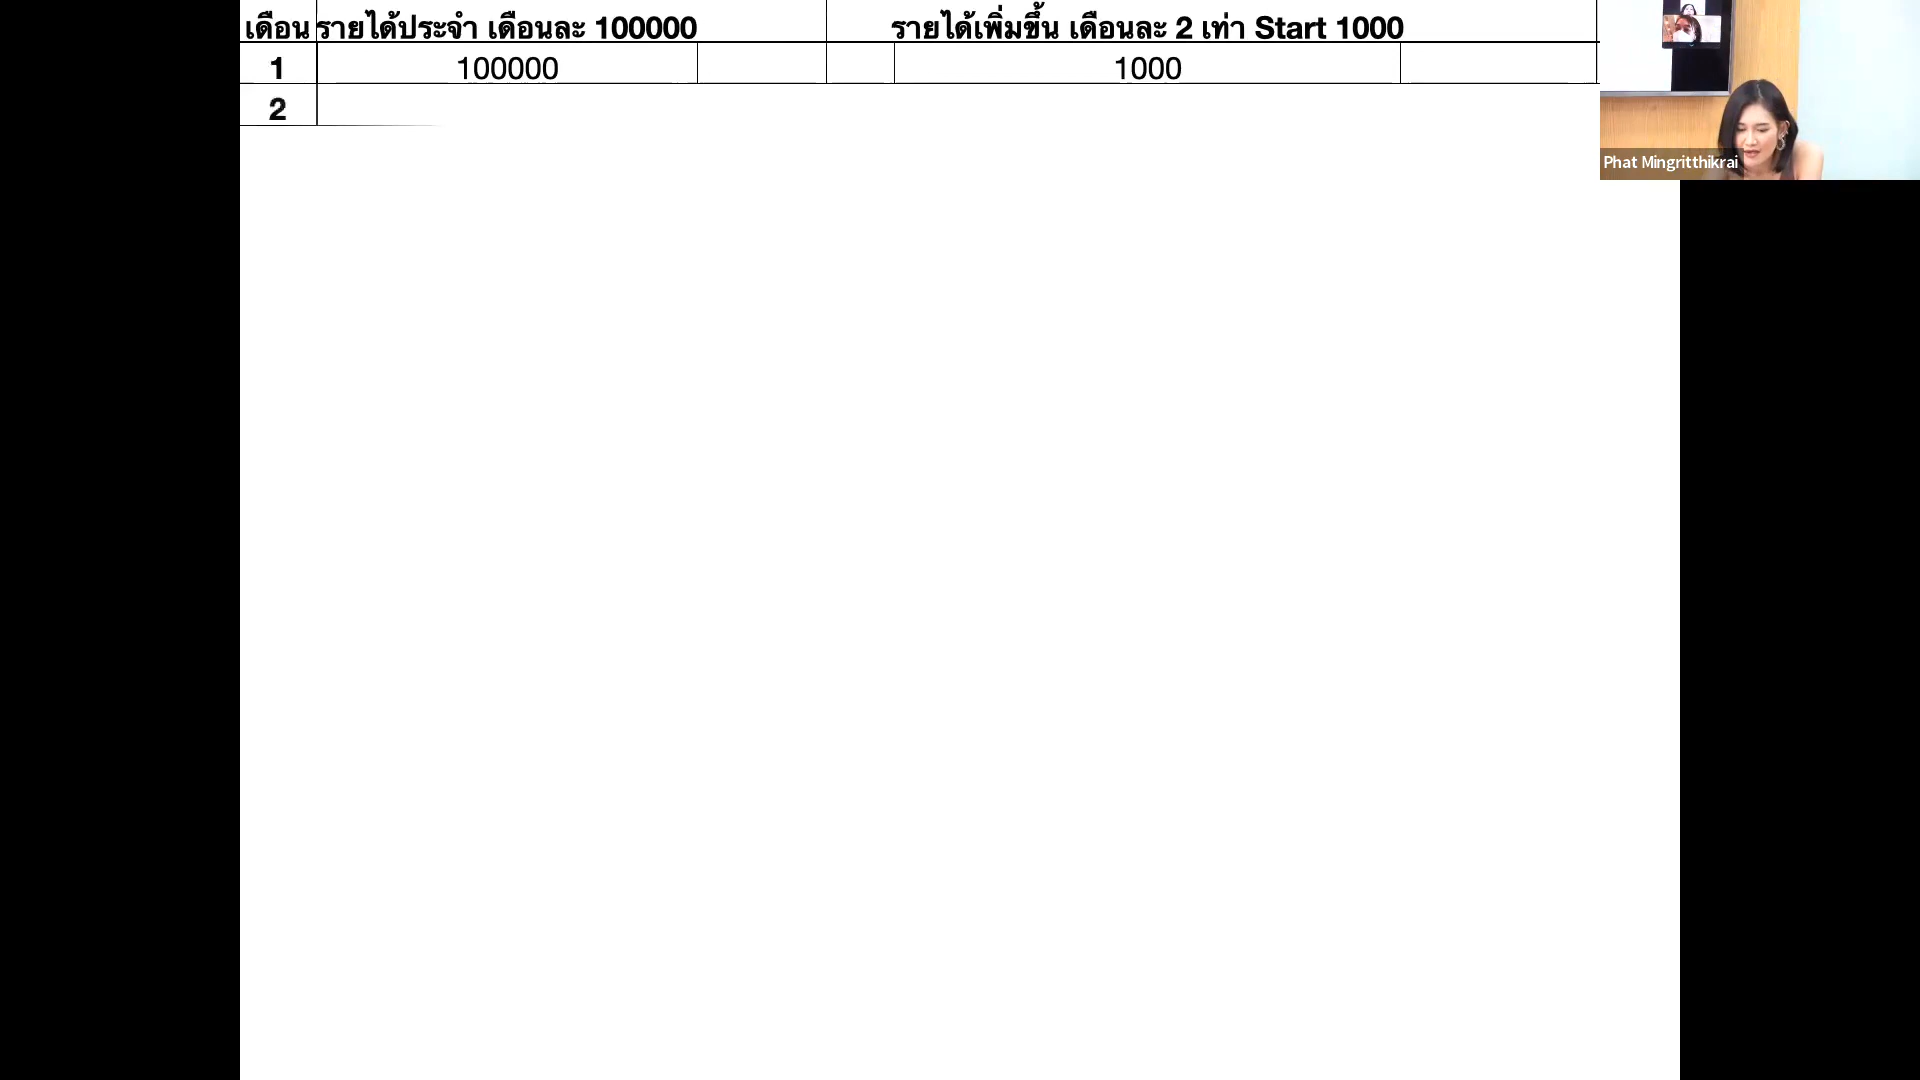 เดือน รายได้ประจำ เดือนละ 100000 รายได้เพิ่มขึ้น เดือนละ 2 เท่า Start 1000
1 100000 1000
2
Phat Mingritthikrai